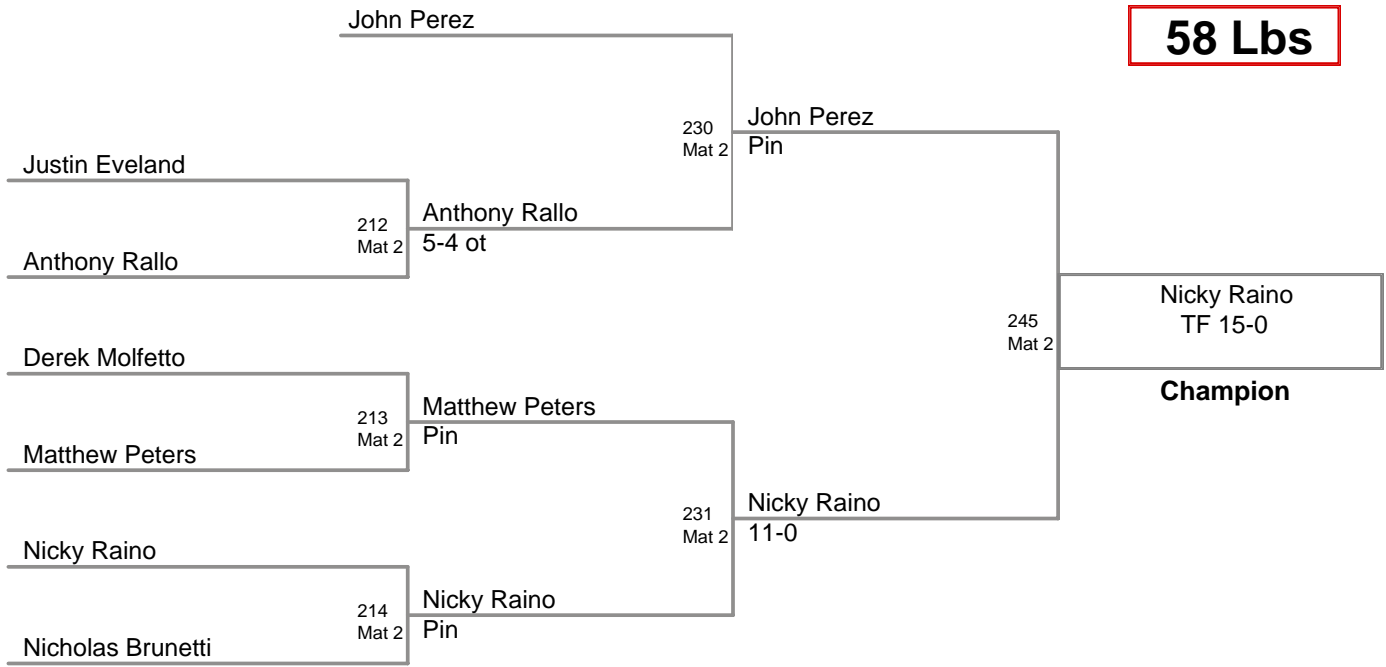 John Perez
58 Lbs
230
Mat 2
John Perez
Pin
Justin Eveland
212
Mat 2
Anthony Rallo
5-4 ot
Anthony Rallo
245
Mat 2
Nicky Raino
TF 15-0
Champion
Derek Molfetto
213
Mat 2
Matthew Peters
Pin
Matthew Peters
231
Mat 2
Nicky Raino
11-0
Nicky Raino
214
Mat 2
Nicky Raino
Pin
Nicholas Brunetti